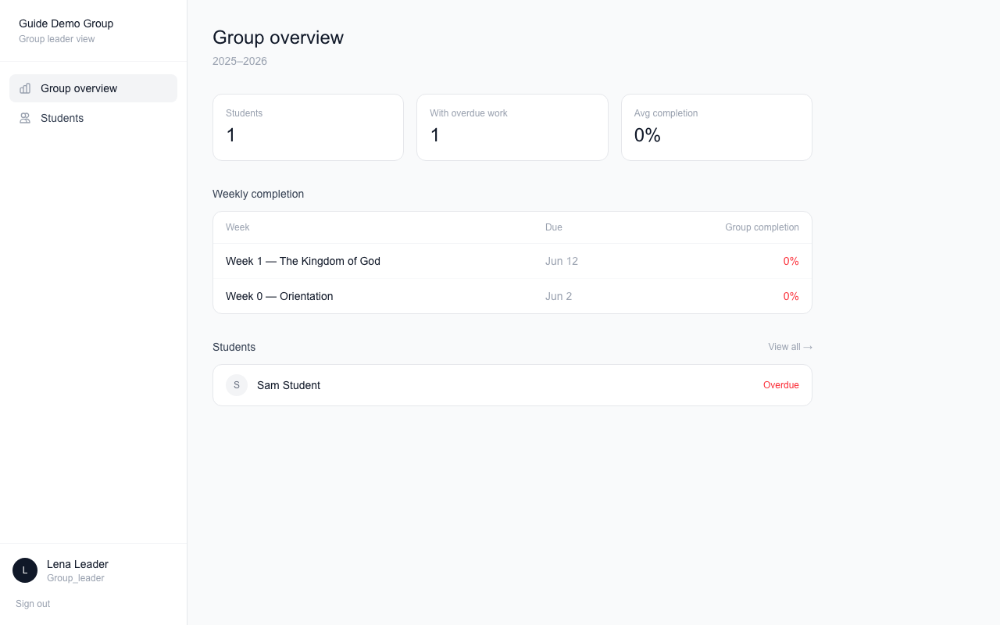 Guide Demo Group
Group leader view
Group overview
Students
Lena Leader
L
Group_leader
Sign out
Group overview
2025–2026
Students
1
With overdue work
1
Avg completion
0%
Weekly completion
Week Due Group completion
Week 1 — The Kingdom of God Jun 12 0%
Week 0 — Orientation Jun 2 0%
Students View all →
S Sam Student Overdue